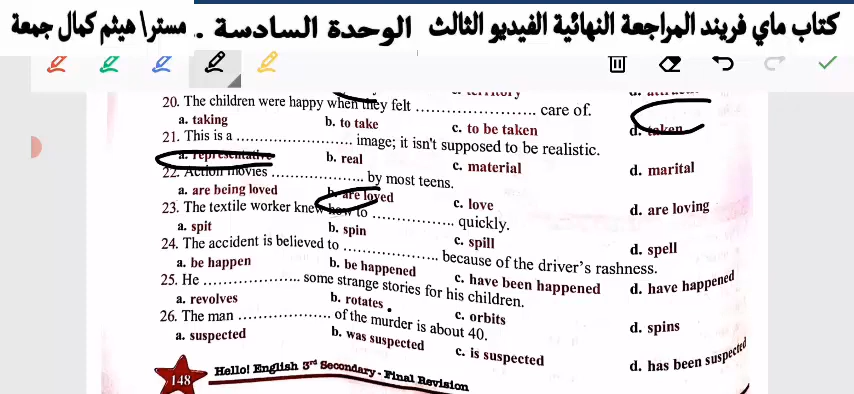 كتاب ماي فريند المراجعة النهائية الفيديو الثالث الوحدة السادسة . مستر\ هيثم كمال جمعة
20. The children were happy when they felt .................. care of.
a. taking b. to take c. to be taken d. taken
21. This is a .................. image; it isn't supposed to be realistic.
a. representative b. real c. material d. marital
22. Action movies .................. by most teens.
a. are being loved b. are loved c. love d. are loving
23. The textile worker knew how to .................. quickly.
a. spit b. spin c. spill d. spell
24. The accident is believed to .................. because of the driver's rashness.
a. be happen b. be happened c. have been happened d. have happened
25. He .................. some strange stories for his children.
a. revolves b. rotates c. orbits d. spins
26. The man .................. of the murder is about 40.
a. suspected b. was suspected c. is suspected d. has been suspected
148 Hello! English 3rd Secondary - Final Revision